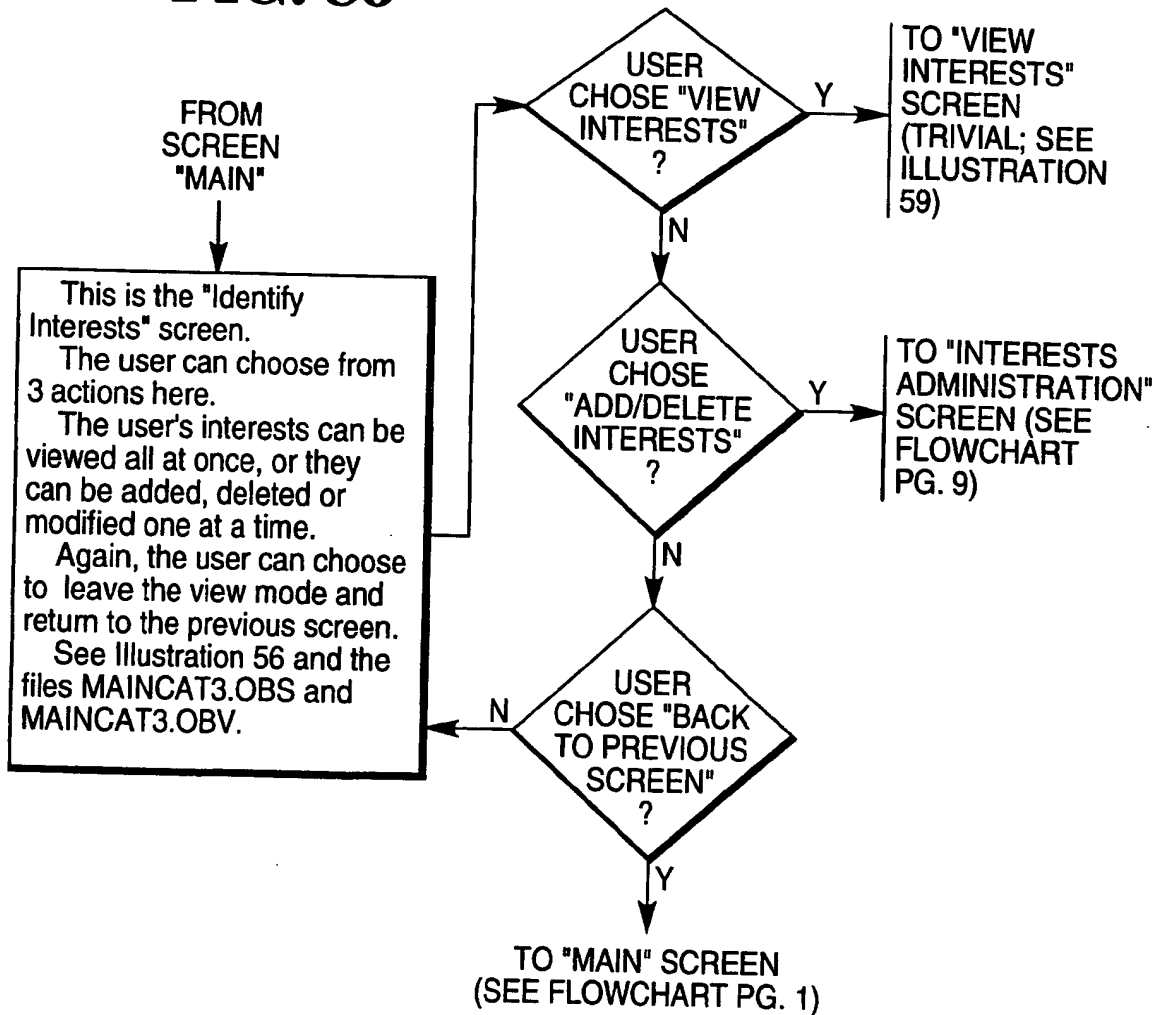 FIG.
FROM
SCREEN
"MAIN"
This is the "Identify
Interests" screen.
The user can choose from
3 actions here.
The user's interests can be
viewed all at once, or they
can be added, deleted or
modified one at a time.
Again, the user can choose
to leave the view mode and
return to the previous screen.
See Illustration 56 and the
files MAINCAT3.OBS and
MAINCAT3.OBV.
USER
CHOSE "VIEW
INTERESTS"
?
Y
TO "VIEW
INTERESTS"
SCREEN
(TRIVIAL; SEE
ILLUSTRATION
59)
N
USER
CHOSE
"ADD/DELETE
INTERESTS"
?
Y
TO "INTERESTS
ADMINISTRATION"
SCREEN (SEE
FLOWCHART
PG. 9)
N
USER
CHOSE "BACK
TO PREVIOUS
SCREEN"
?
N
Y
TO "MAIN" SCREEN
(SEE FLOWCHART PG. 1)